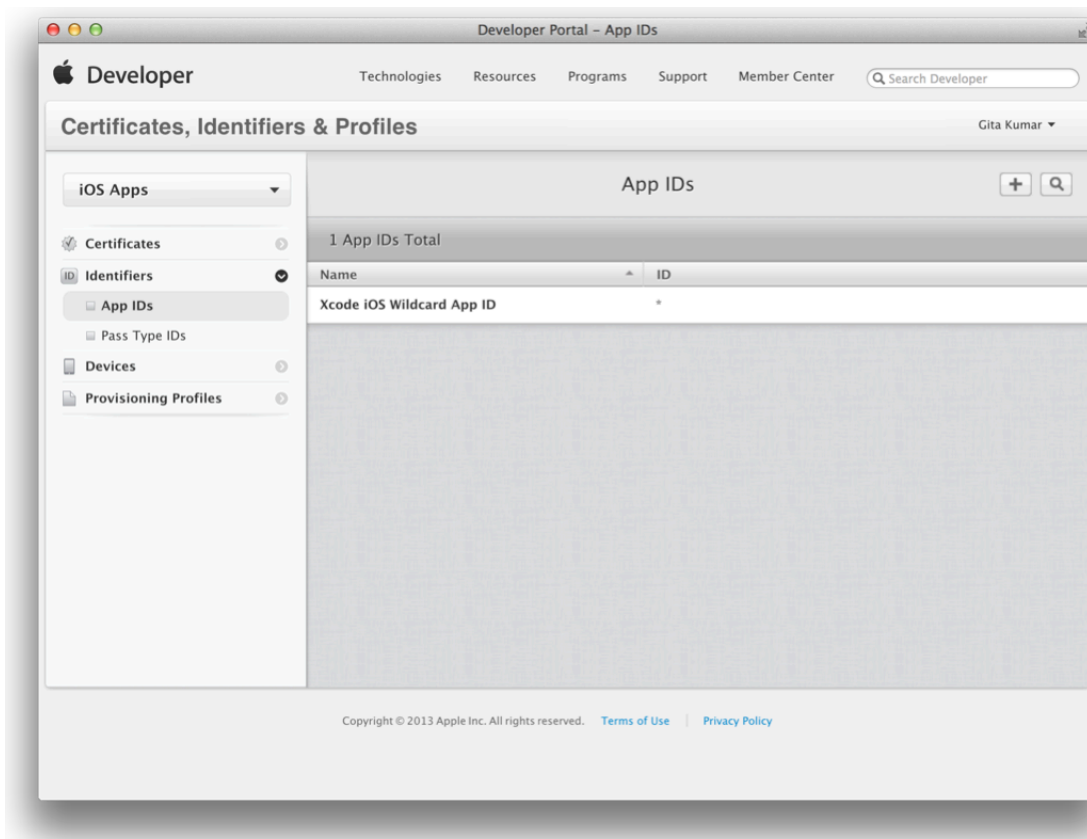 Developer Portal – App IDs
Developer Technologies Resources Programs Support Member Center Search Developer
Certificates, Identifiers & Profiles Gita Kumar
iOS Apps App IDs +
1 App IDs Total
Certificates
ID Identifiers Name ID
App IDs Xcode iOS Wildcard App ID *
Pass Type IDs
Devices
Provisioning Profiles
Copyright © 2013 Apple Inc. All rights reserved. Terms of Use | Privacy Policy